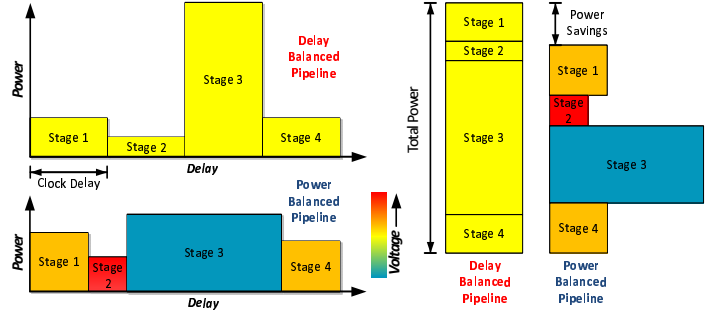 Power
Delay
Balanced
Pipeline
Stage 3
Stage 1
Stage 2
Stage 4
Delay
Clock Delay
Power
Power
Balanced
Pipeline
Stage 1
Stage
2
Stage 3
Stage 4
Delay
Voltage
Total Power
Stage 1
Stage 2
Stage 3
Stage 4
Delay
Balanced
Pipeline
Power
Savings
Stage 1
Stage
2
Stage 3
Stage 4
Power
Balanced
Pipeline